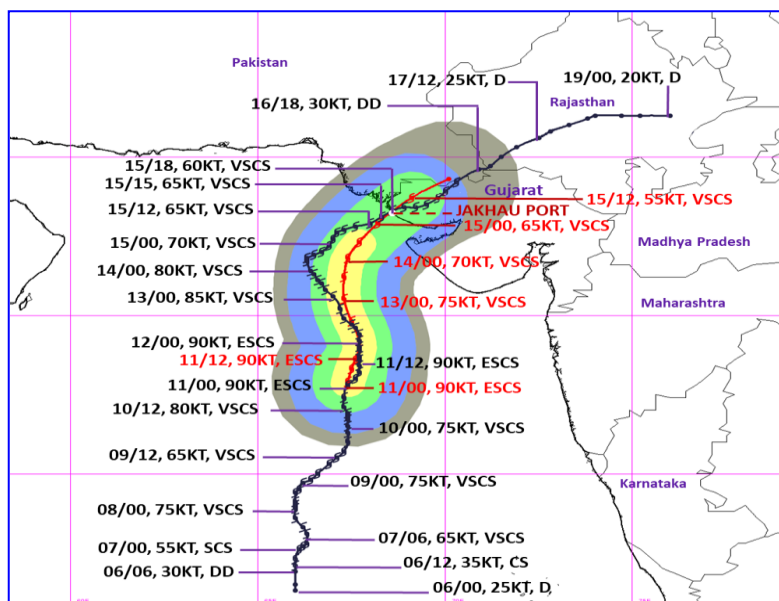 Pakistan
17/12, 25KT, D
19/00, 20KT, D
16/18, 30KT, DD
Rajasthan
15/18, 60KT, VSCS
15/15, 65KT, VSCS
Gujarat
15/12, 55KT, VSCS
15/12, 65KT, VSCS
JAKHAU PORT
15/00, 65KT, VSCS
15/00, 70KT, VSCS
Madhya Pradesh
14/00, 70KT, VSCS
14/00, 80KT, VSCS
13/00, 85KT, VSCS
13/00, 75KT, VSCS
Maharashtra
12/00, 90KT, ESCS
11/12, 90KT, ESCS
11/12, 90KT, ESCS
11/00, 90KT, ESCS
11/00, 90KT, ESCS
10/12, 80KT, VSCS
10/00, 75KT, VSCS
09/12, 65KT, VSCS
09/00, 75KT, VSCS
Karnataka
08/00, 75KT, VSCS
07/06, 65KT, VSCS
07/00, 55KT, SCS
06/12, 35KT, CS
06/06, 30KT, DD
06/00, 25KT, D